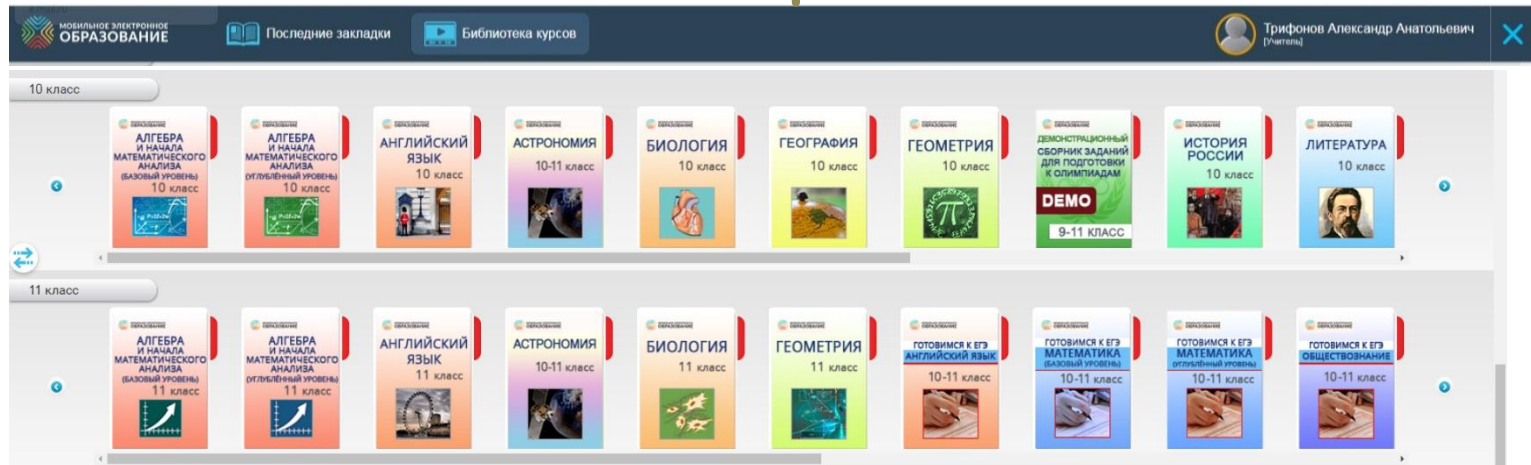 МОБИЛЬНОЕ ЭЛЕКТРОННОЕ
ОБРАЗОВАНИЕ
Последние закладки
Библиотека курсов
Трифонов Александр Анатольевич
[Учитель]
10 класс
АЛГЕБРА
И НАЧАЛА
МАТЕМАТИЧЕСКОГО
АНАЛИЗА
(БАЗОВЫЙ УРОВЕНЬ)
10 класс
АЛГЕБРА
И НАЧАЛА
МАТЕМАТИЧЕСКОГО
АНАЛИЗА
(УГЛУБЛЁННЫЙ УРОВЕНЬ)
10 класс
АНГЛИЙСКИЙ
ЯЗЫК
10 класс
АСТРОНОМИЯ
10-11 класс
БИОЛОГИЯ
10 класс
ГЕОГРАФИЯ
10 класс
ГЕОМЕТРИЯ
10 класс
ДЕМОНСТРАЦИОННЫЙ
СБОРНИК ЗАДАНИЙ
ДЛЯ ПОДГОТОВКИ
К ОЛИМПИАДАМ
DEMO
9-11 КЛАСС
ИСТОРИЯ
РОССИИ
10 класс
ЛИТЕРАТУРА
10 класс
11 класс
АЛГЕБРА
И НАЧАЛА
МАТЕМАТИЧЕСКОГО
АНАЛИЗА
(БАЗОВЫЙ УРОВЕНЬ)
11 класс
АЛГЕБРА
И НАЧАЛА
МАТЕМАТИЧЕСКОГО
АНАЛИЗА
(УГЛУБЛЁННЫЙ УРОВЕНЬ)
11 класс
АНГЛИЙСКИЙ
ЯЗЫК
11 класс
АСТРОНОМИЯ
10-11 класс
БИОЛОГИЯ
11 класс
ГЕОМЕТРИЯ
11 класс
ГОТОВИМСЯ К ЕГЭ
АНГЛИЙСКИЙ ЯЗЫК
10-11 класс
ГОТОВИМСЯ К ЕГЭ
МАТЕМАТИКА
(БАЗОВЫЙ УРОВЕНЬ)
10-11 класс
ГОТОВИМСЯ К ЕГЭ
МАТЕМАТИКА
(УГЛУБЛЁННЫЙ УРОВЕНЬ)
10-11 класс
ГОТОВИМСЯ К ЕГЭ
ОБЩЕСТВОЗНАНИЕ
10-11 класс